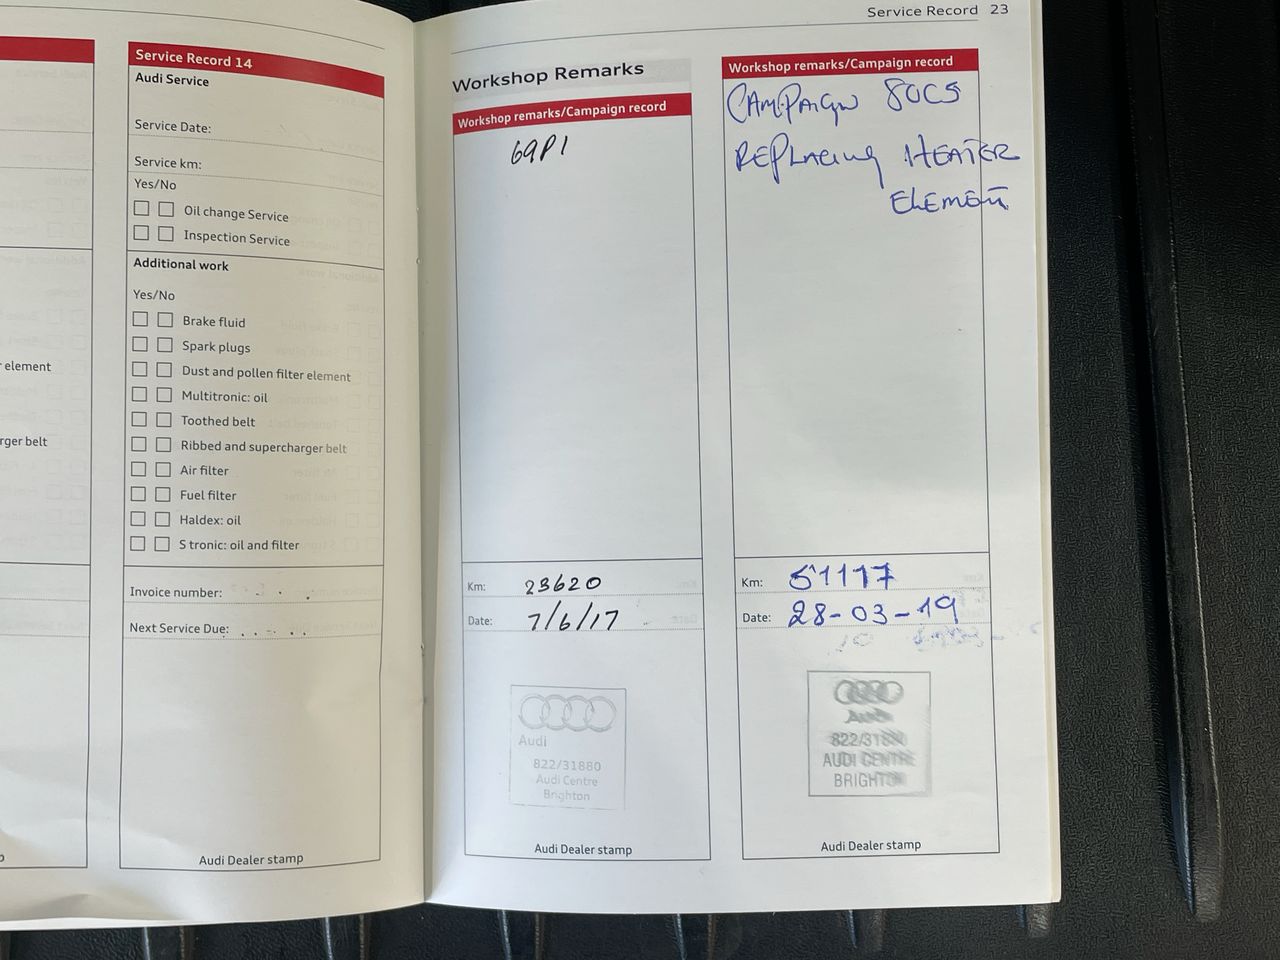 Service Record 23
r element
rger belt
Service Record 14
Audi Service
Service Date:
Service km:
Yes/No
Oil change Service
Inspection Service
Additional work
Yes/No
Brake fluid
Spark plugs
Dust and pollen filter element
Multitronic: oil
Toothed belt
Ribbed and supercharger belt
Air filter
Fuel filter
Haldex: oil
S tronic: oil and filter
Invoice number:
Next Service Due:
Audi Dealer stamp
Workshop Remarks
Workshop remarks/Campaign record
69P1
Km: 23620
Date: 7/6/17
Audi
822/31880
Audi Centre
Brighton
Audi Dealer stamp
Workshop remarks/Campaign record
CAMPAIGN 80C5
REPLACING HEATER
ELEMENT
Km: 51117
Date: 28-03-19
Audi
822/31880
AUDI CENTRE
BRIGHTON
Audi Dealer stamp